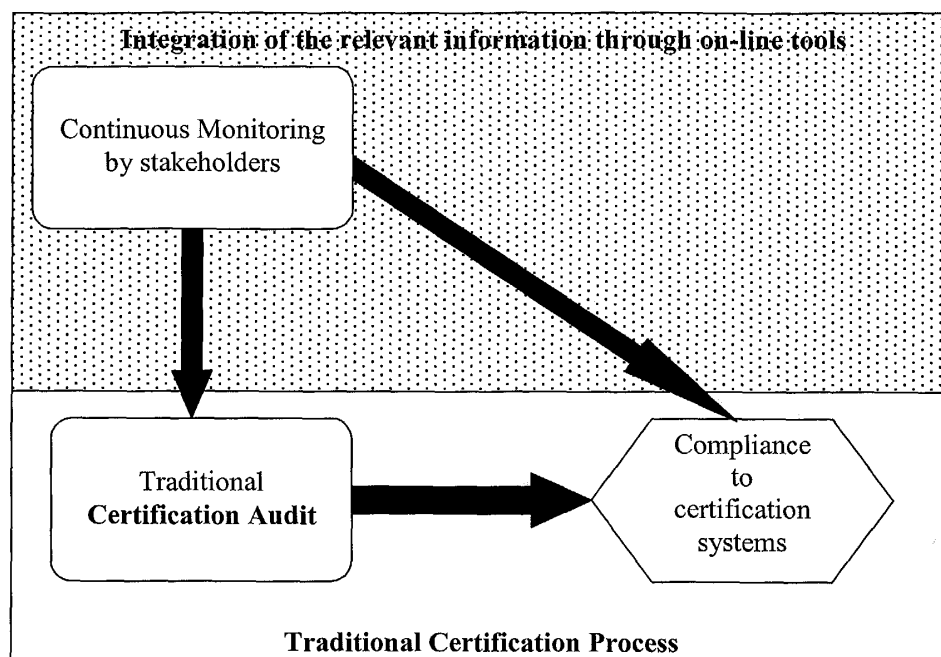 Integration of the relevant information through on-line tools
Continuous Monitoring
by stakeholders
Traditional
Certification Audit
Compliance
to
certification
systems
Traditional Certification Process